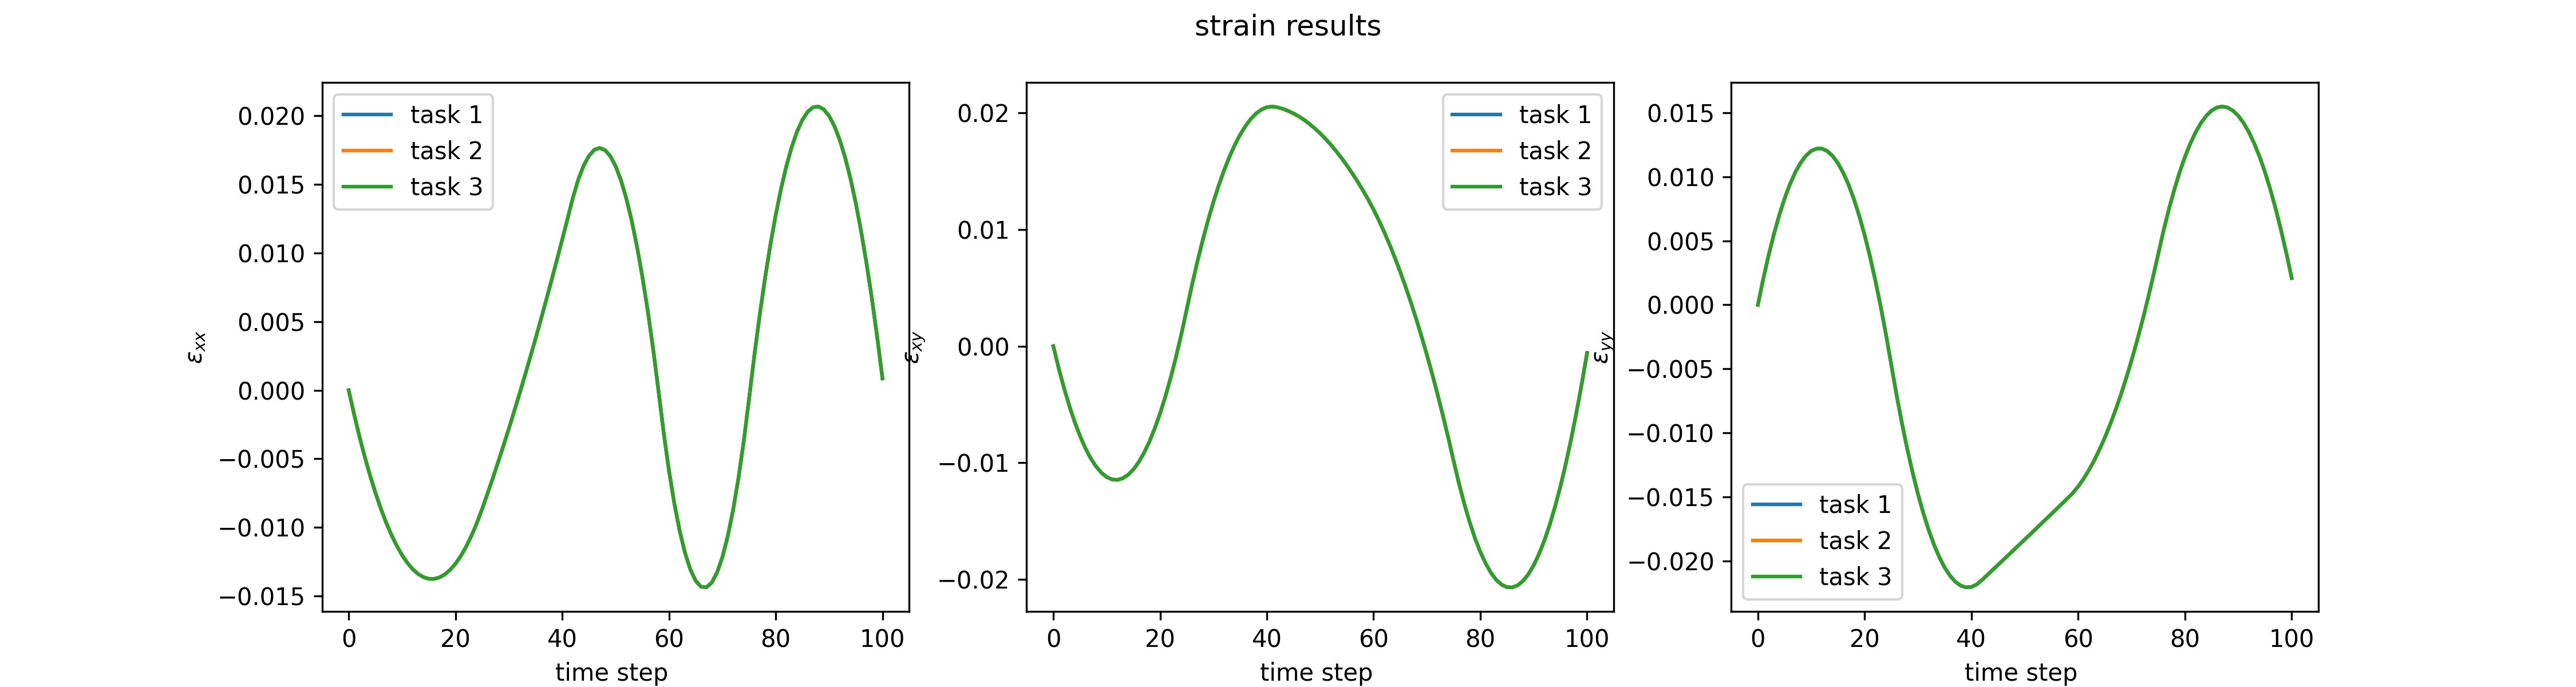 strain results
εxx
0.020
0.015
0.010
0.005
0.000
−0.005
−0.010
−0.015
task 1
task 2
task 3
0 20 40 60 80 100
time step
εxy
0.02
0.01
0.00
−0.01
−0.02
task 1
task 2
task 3
0 20 40 60 80 100
time step
εyy
0.015
0.010
0.005
0.000
−0.005
−0.010
−0.015
−0.020
task 1
task 2
task 3
0 20 40 60 80 100
time step